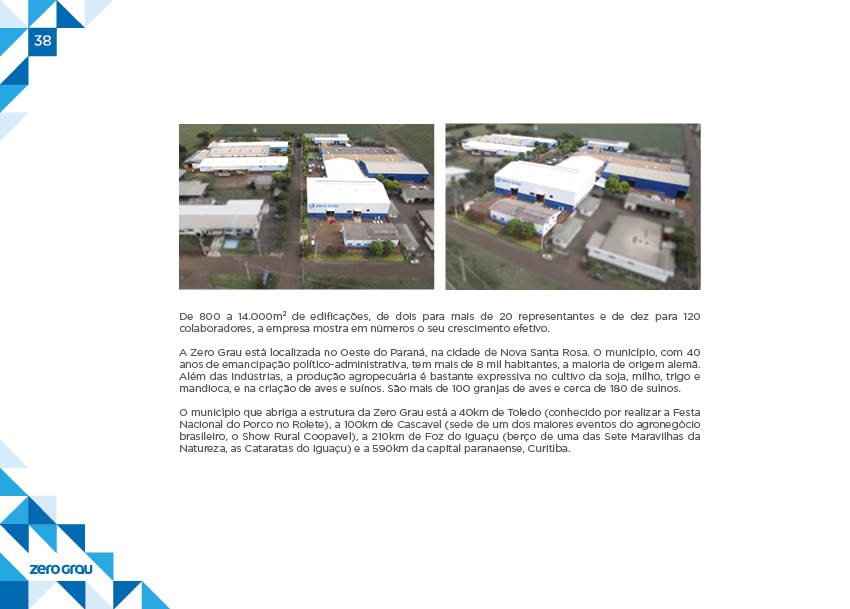 38
zero grau
De 800 a 14.000m² de edificações, de dois para mais de 20 representantes e de dez para 120
colaboradores, a empresa mostra em números o seu crescimento efetivo.
A Zero Grau está localizada no Oeste do Paraná, na cidade de Nova Santa Rosa. O município, com 40
anos de emancipação político-administrativa, tem mais de 8 mil habitantes, a maioria de origem alemã.
Além das indústrias, a produção agropecuária é bastante expressiva no cultivo da soja, milho, trigo e
mandioca, e na criação de aves e suínos. São mais de 100 granjas de aves e cerca de 180 de suínos.
O município que abriga a estrutura da Zero Grau está a 40km de Toledo (conhecido por realizar a Festa
Nacional do Porco no Rolete), a 100km de Cascavel (sede de um dos maiores eventos do agronegócio
brasileiro, o Show Rural Coopavel), a 210km de Foz do Iguaçu (berço de uma das Sete Maravilhas da
Natureza, as Cataratas do Iguaçu) e a 590km da capital paranaense, Curitiba.
zero grau